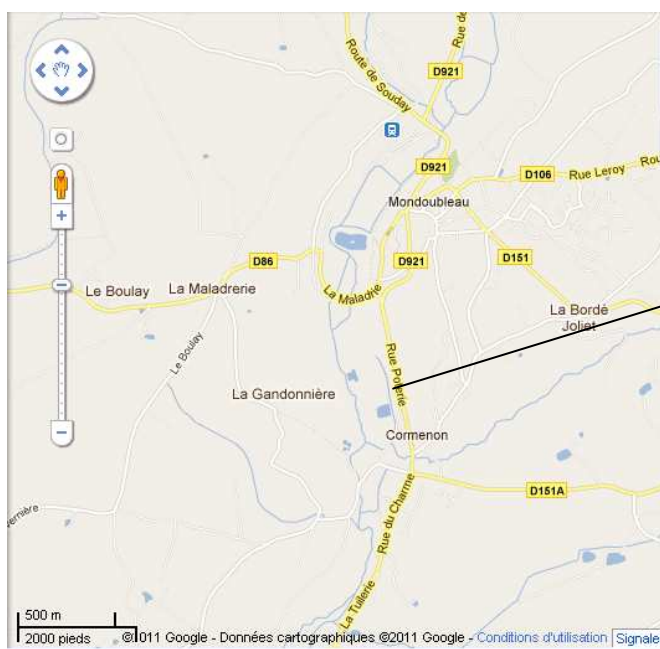 Rue de
Route de Souday
D921
D921
D106
Rue Leroy
Rou
Mondoubleau
D151
D921
D86
La Maladrie
Le Boulay
La Maladrerie
La Bordé
Joliet
Le Boulay
Rue Poterie
La Gandonnière
Cormenon
D151A
vernière
Rue du Charme
La Tuilerie
500 m
2000 pieds
©2011 Google - Données cartographiques ©2011 Google - Conditions d'utilisation
Signale